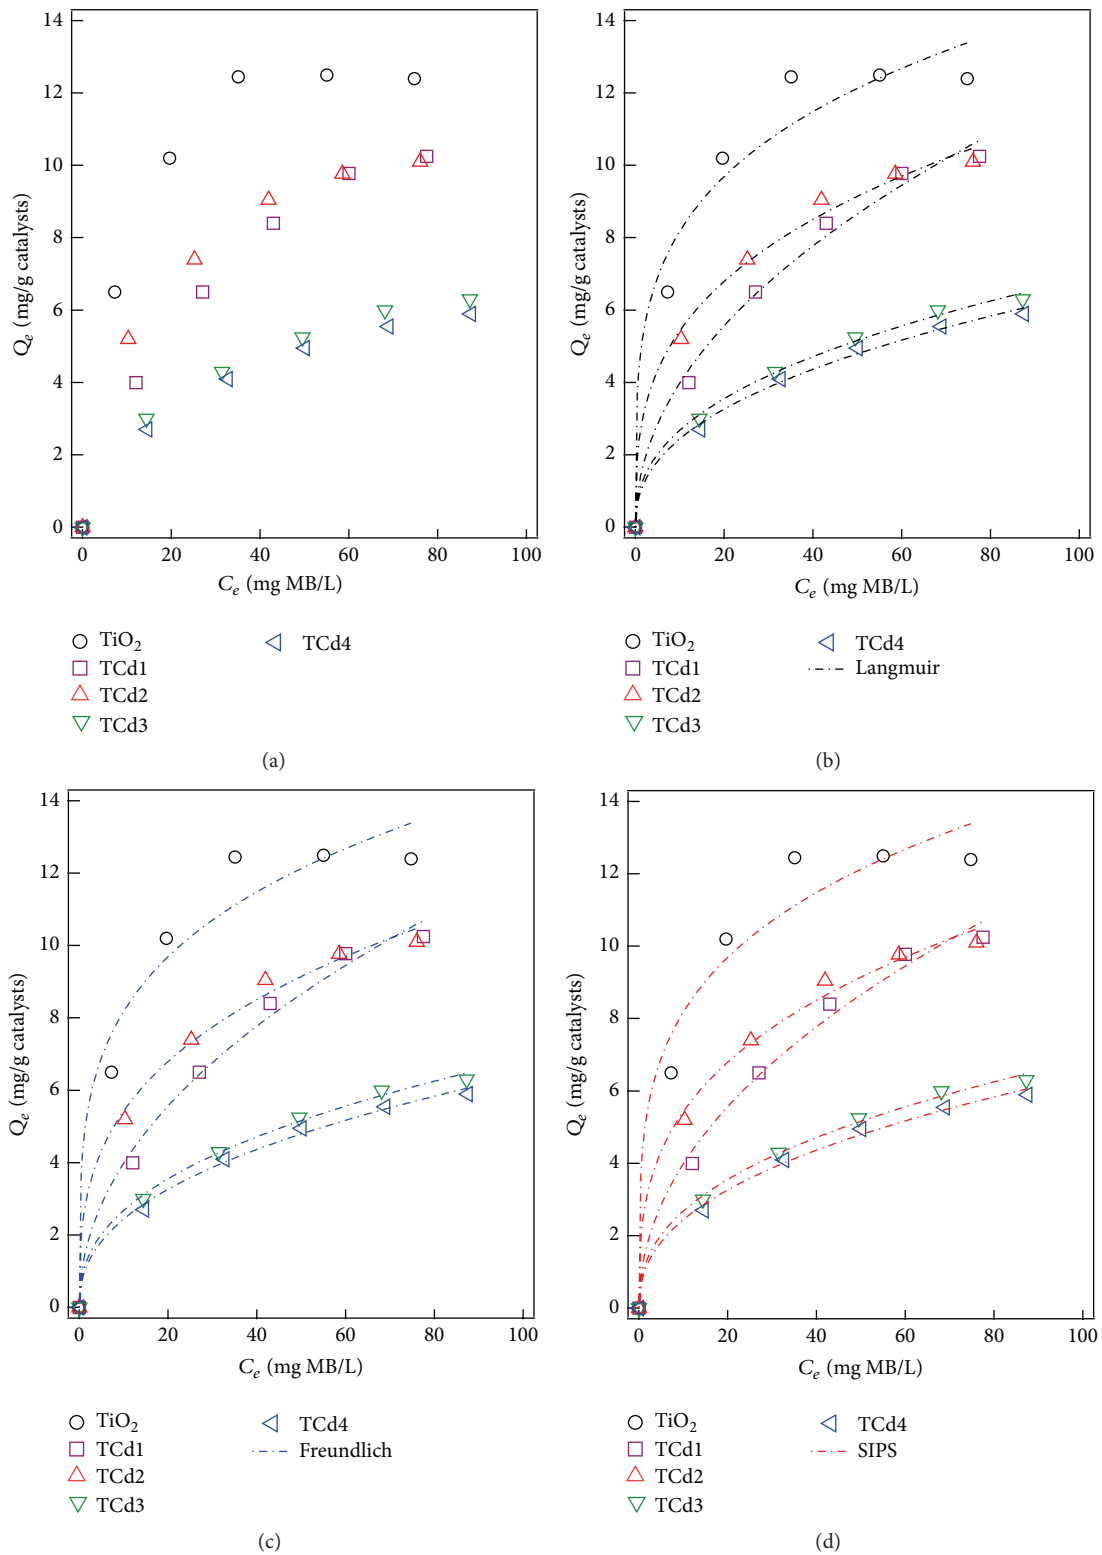 14
12
10
8
6
4
2
0
Qe (mg/g catalysts)
0 20 40 60 80 100
Ce (mg MB/L)
TiO2
TCd1
TCd2
TCd3
TCd4
(a)
14
12
10
8
6
4
2
0
Qe (mg/g catalysts)
0 20 40 60 80 100
Ce (mg MB/L)
TiO2
TCd1
TCd2
TCd3
TCd4
Langmuir
(b)
14
12
10
8
6
4
2
0
Qe (mg/g catalysts)
0 20 40 60 80 100
Ce (mg MB/L)
TiO2
TCd1
TCd2
TCd3
TCd4
Freundlich
(c)
14
12
10
8
6
4
2
0
Qe (mg/g catalysts)
0 20 40 60 80 100
Ce (mg MB/L)
TiO2
TCd1
TCd2
TCd3
TCd4
SIPS
(d)